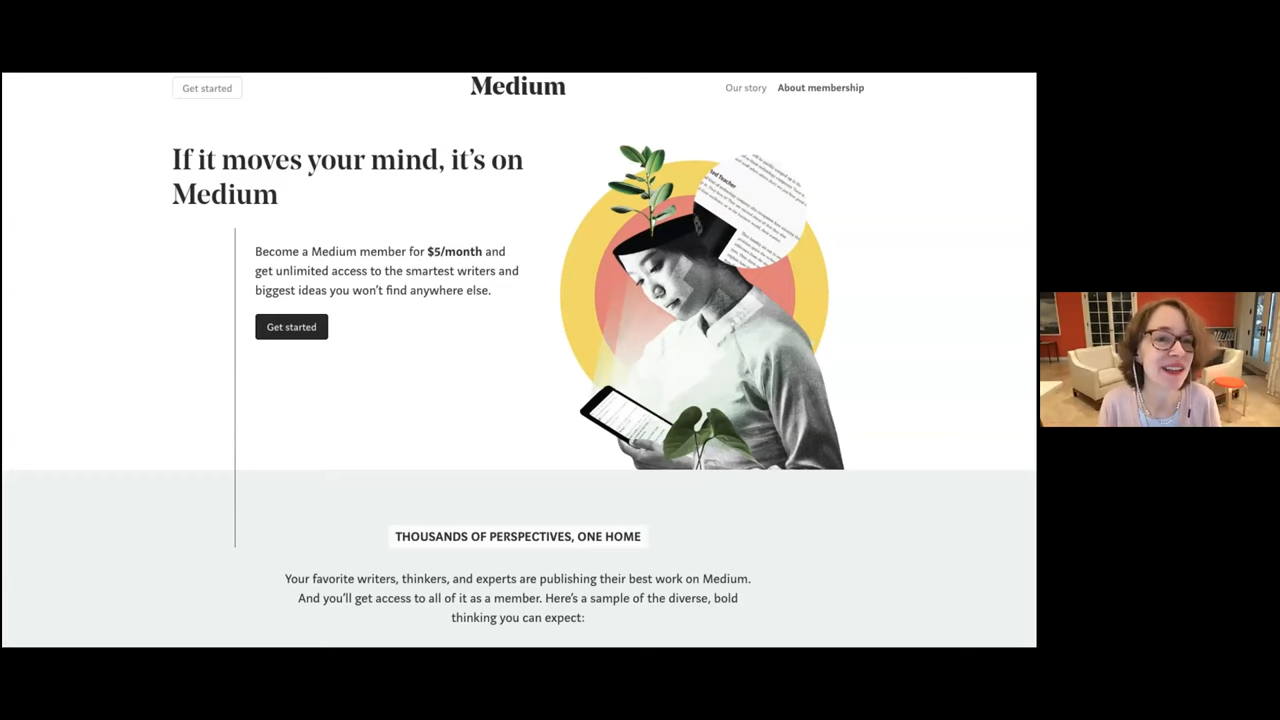 Get started
Medium
Our story
About membership
If it moves your mind, it's on
Medium
Become a Medium member for $5/month and
get unlimited access to the smartest writers and
biggest ideas you won't find anywhere else.
Get started
THOUSANDS OF PERSPECTIVES, ONE HOME
Your favorite writers, thinkers, and experts are publishing their best work on Medium.
And you'll get access to all of it as a member. Here's a sample of the diverse, bold
thinking you can expect: